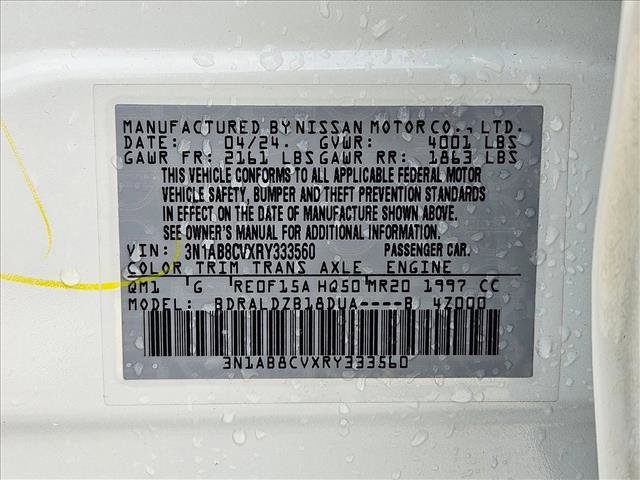 MANUFACTURED BY NISSAN MOTOR CO., LTD.
DATE: 04/24. GVWR: 4001 LBS
GAWR FR: 2161 LBS GAWR RR: 1863 LBS
THIS VEHICLE CONFORMS TO ALL APPLICABLE FEDERAL MOTOR
VEHICLE SAFETY, BUMPER AND THEFT PREVENTION STANDARDS
IN EFFECT ON THE DATE OF MANUFACTURE SHOWN ABOVE.
SEE OWNER'S MANUAL FOR ADDITIONAL INFORMATION.
VIN: 3N1AB8CVXRY333560 PASSENGER CAR.
COLOR TRIM TRANS AXLE ENGINE
QM1 G RE0F15A HQ50 MR20 1997 CC
MODEL: BDRALDZB18DUA----B 4Z000
3N1AB8CVXRY333560